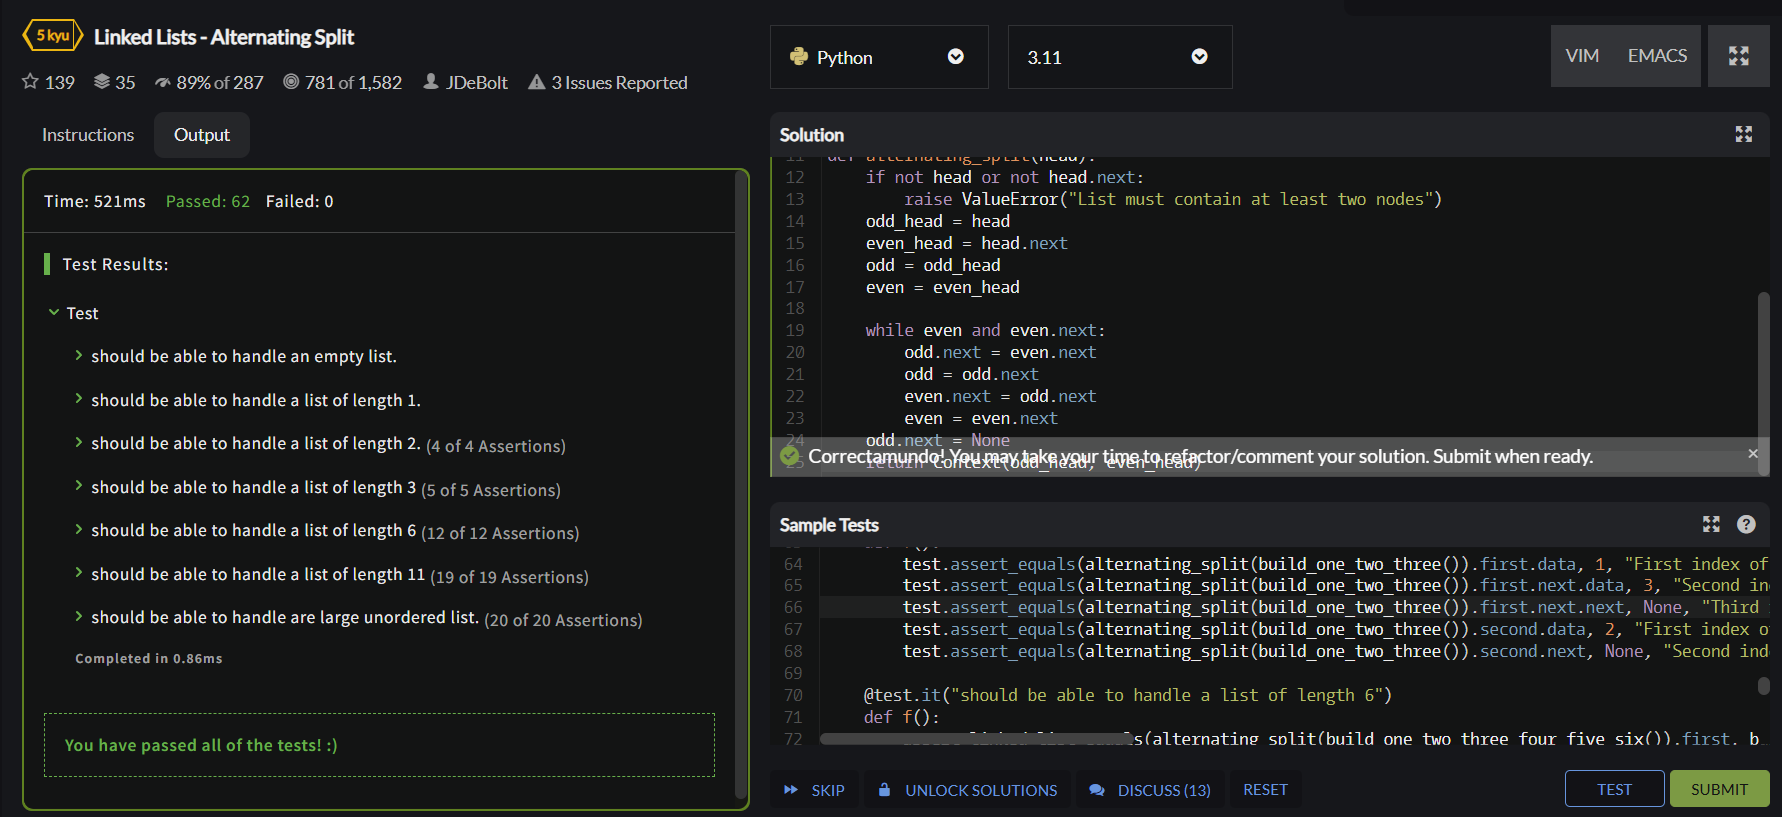 5 kyu Linked Lists - Alternating Split
139 35 89% of 287 781 of 1,582 JDeBolt 3 Issues Reported
Instructions Output
Time: 521ms Passed: 62 Failed: 0
Test Results:
Test
should be able to handle an empty list.
should be able to handle a list of length 1.
should be able to handle a list of length 2. (4 of 4 Assertions)
should be able to handle a list of length 3 (5 of 5 Assertions)
should be able to handle a list of length 6 (12 of 12 Assertions)
should be able to handle a list of length 11 (19 of 19 Assertions)
should be able to handle are large unordered list. (20 of 20 Assertions)
Completed in 0.86ms
You have passed all of the tests! :)
Python 3.11 VIM EMACS
Solution
11 def alternating_split(head):
12 if not head or not head.next:
13 raise ValueError("List must contain at least two nodes")
14 odd_head = head
15 even_head = head.next
16 odd = odd_head
17 even = even_head
18
19 while even and even.next:
20 odd.next = even.next
21 odd = odd.next
22 even.next = odd.next
23 even = even.next
24 odd.next = None
25 return Context(odd_head, even_head)
Correctamundo! You may take your time to refactor/comment your solution. Submit when ready.
Sample Tests
64 test.assert_equals(alternating_split(build_one_two_three()).first.data, 1, "First index of
65 test.assert_equals(alternating_split(build_one_two_three()).first.next.data, 3, "Second in
66 test.assert_equals(alternating_split(build_one_two_three()).first.next.next, None, "Third
67 test.assert_equals(alternating_split(build_one_two_three()).second.data, 2, "First index o
68 test.assert_equals(alternating_split(build_one_two_three()).second.next, None, "Second ind
69
70 @test.it("should be able to handle a list of length 6")
71 def f():
72 (alternating_split(build_one_two_three_four_five_six()).first, b
SKIP UNLOCK SOLUTIONS DISCUSS (13) RESET TEST SUBMIT